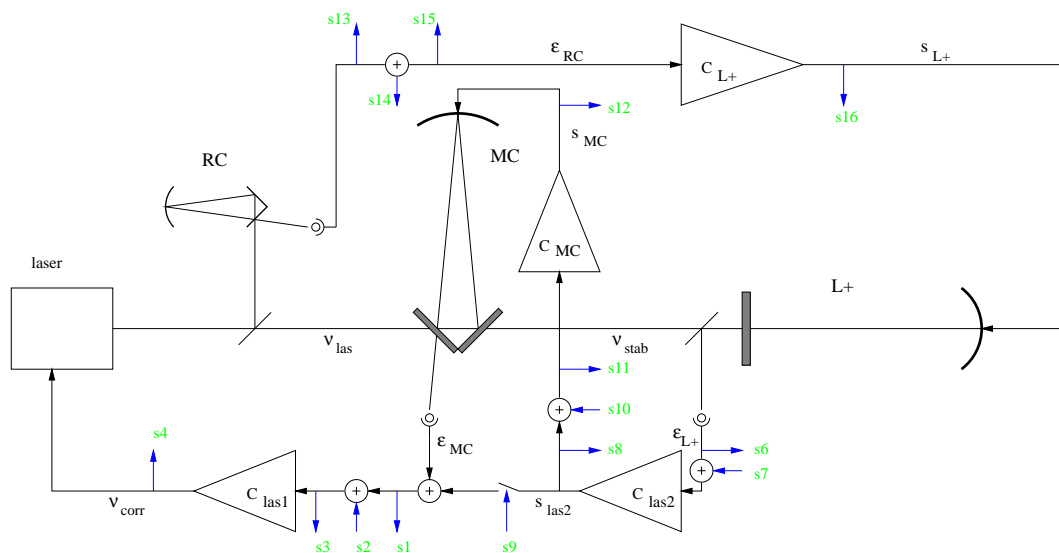 s13
s15
ε RC
s L+
C L+
s14
s16
s12
s MC
MC
RC
C MC
laser
L+
ν las
ν stab
s11
+
s10
s4
ε MC
s8
ε L+
s6
+
s7
ν corr
C las1
+
+
s las2
C las2
s3
s2
s1
s9
+